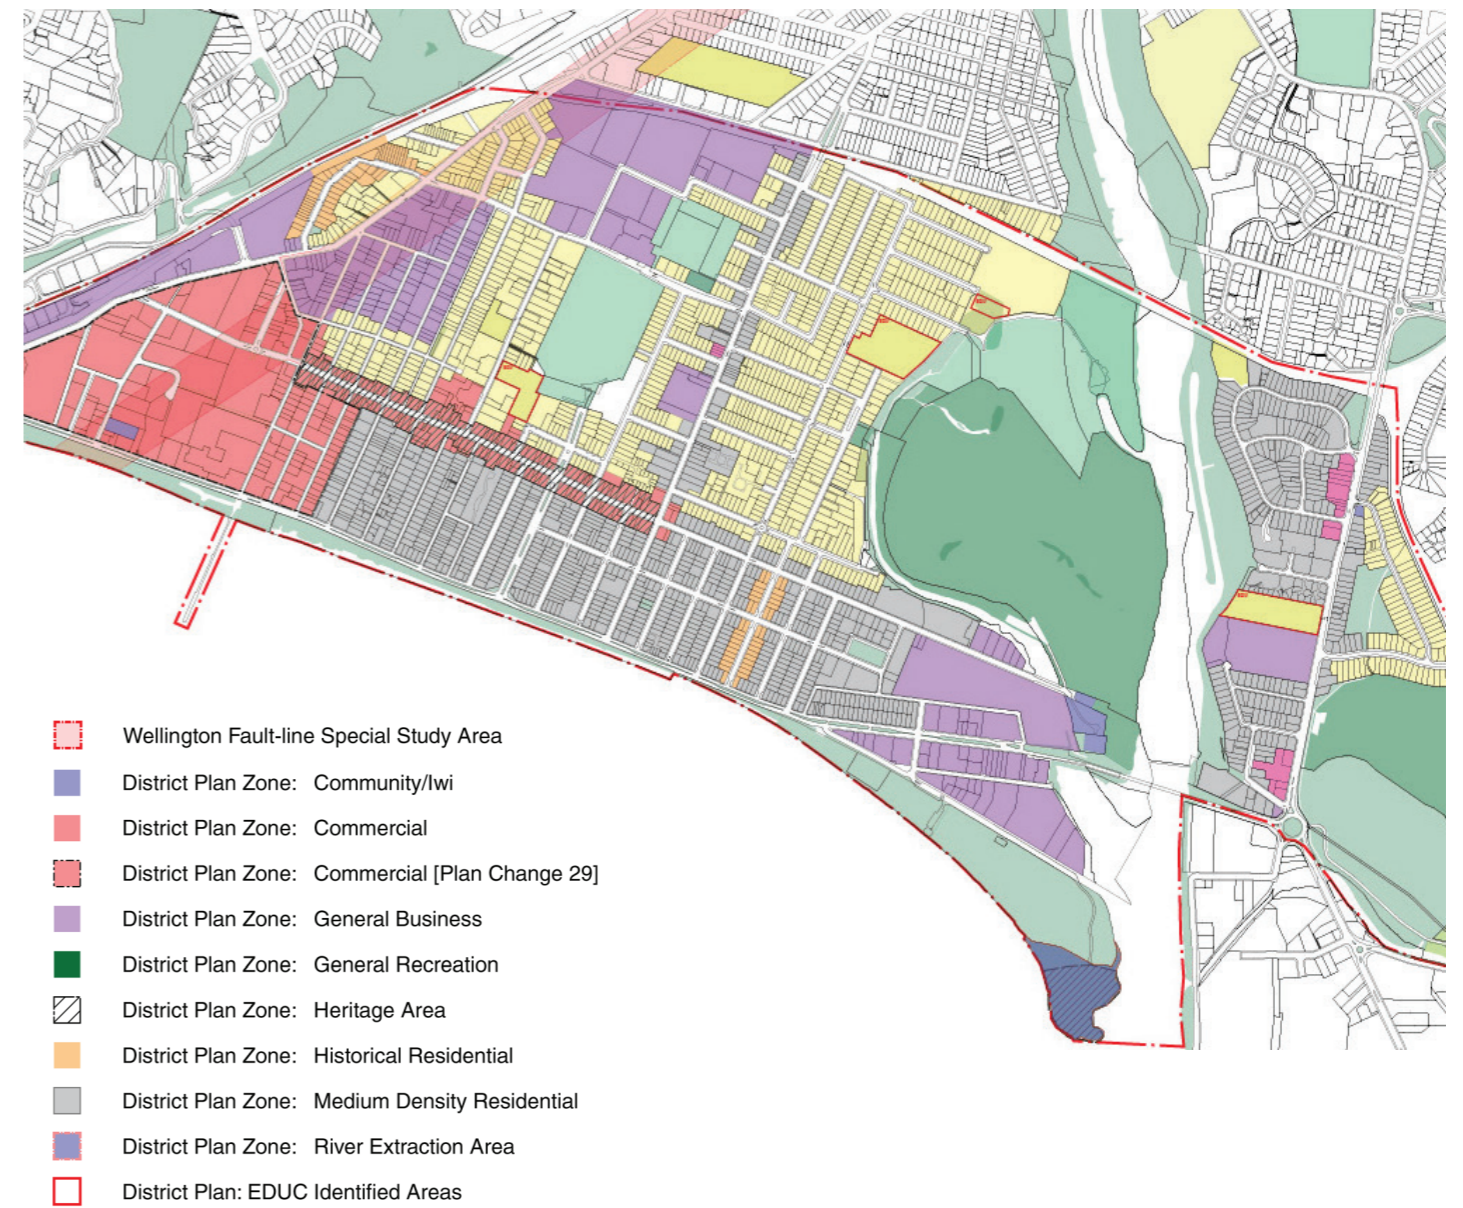 Wellington Fault-line Special Study Area
District Plan Zone: Community/Iwi
District Plan Zone: Commercial
District Plan Zone: Commercial [Plan Change 29]
District Plan Zone: General Business
District Plan Zone: General Recreation
District Plan Zone: Heritage Area
District Plan Zone: Historical Residential
District Plan Zone: Medium Density Residential
District Plan Zone: River Extraction Area
District Plan: EDUC Identified Areas